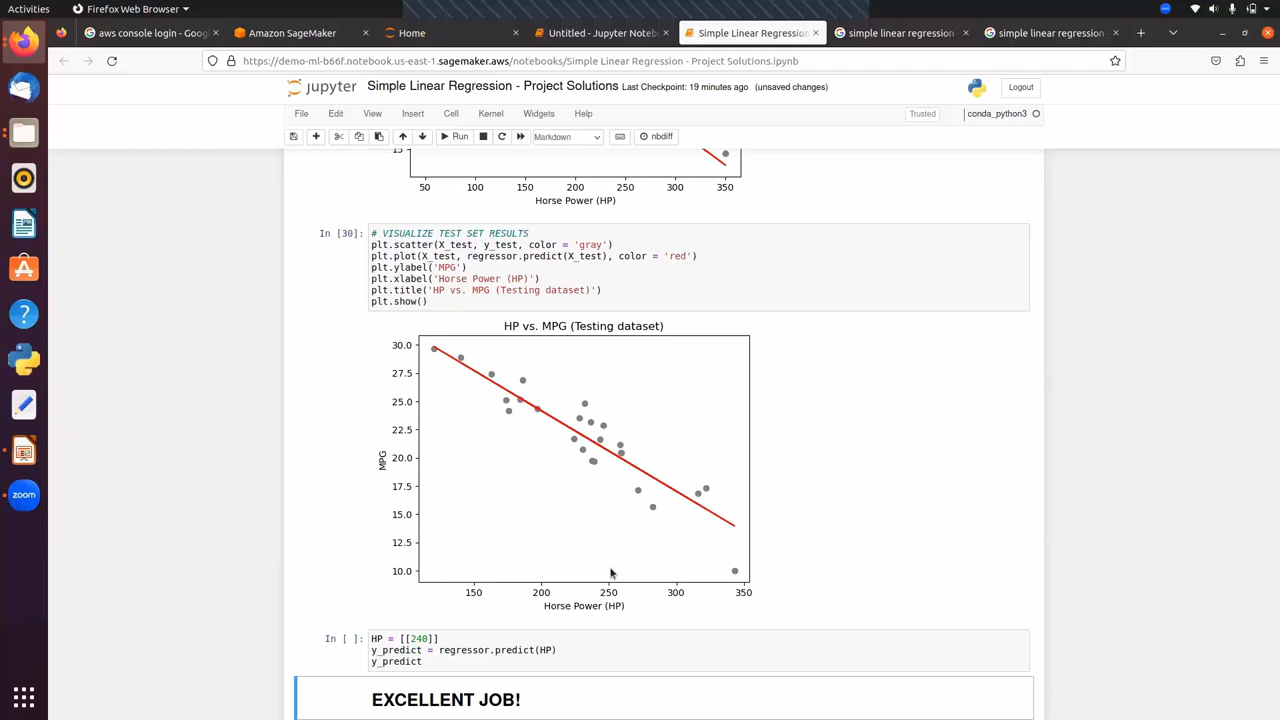 Activities
Firefox Web Browser
aws console login - Goog
Amazon SageMaker
Home
Untitled - Jupyter Noteb
Simple Linear Regression
simple linear regression
simple linear regression
https://demo-ml-b66f.notebook.us-east-1.sagemaker.aws/notebooks/Simple Linear Regression - Project Solutions.ipynb
jupyter
Simple Linear Regression - Project Solutions Last Checkpoint: 19 minutes ago (unsaved changes)
Logout
File Edit View Insert Cell Kernel Widgets Help
Trusted
conda_python3
Run
Markdown
nbdiff
15
50 100 150 200 250 300 350
Horse Power (HP)
In [30]:
# VISUALIZE TEST SET RESULTS
plt.scatter(X_test, y_test, color = 'gray')
plt.plot(X_test, regressor.predict(X_test), color = 'red')
plt.ylabel('MPG')
plt.xlabel('Horse Power (HP)')
plt.title('HP vs. MPG (Testing dataset)')
plt.show()
HP vs. MPG (Testing dataset)
30.0
27.5
25.0
22.5
20.0
17.5
15.0
12.5
10.0
MPG
150 200 250 300 350
Horse Power (HP)
In [ ]:
HP = [[240]]
y_predict = regressor.predict(HP)
y_predict
EXCELLENT JOB!
zoom